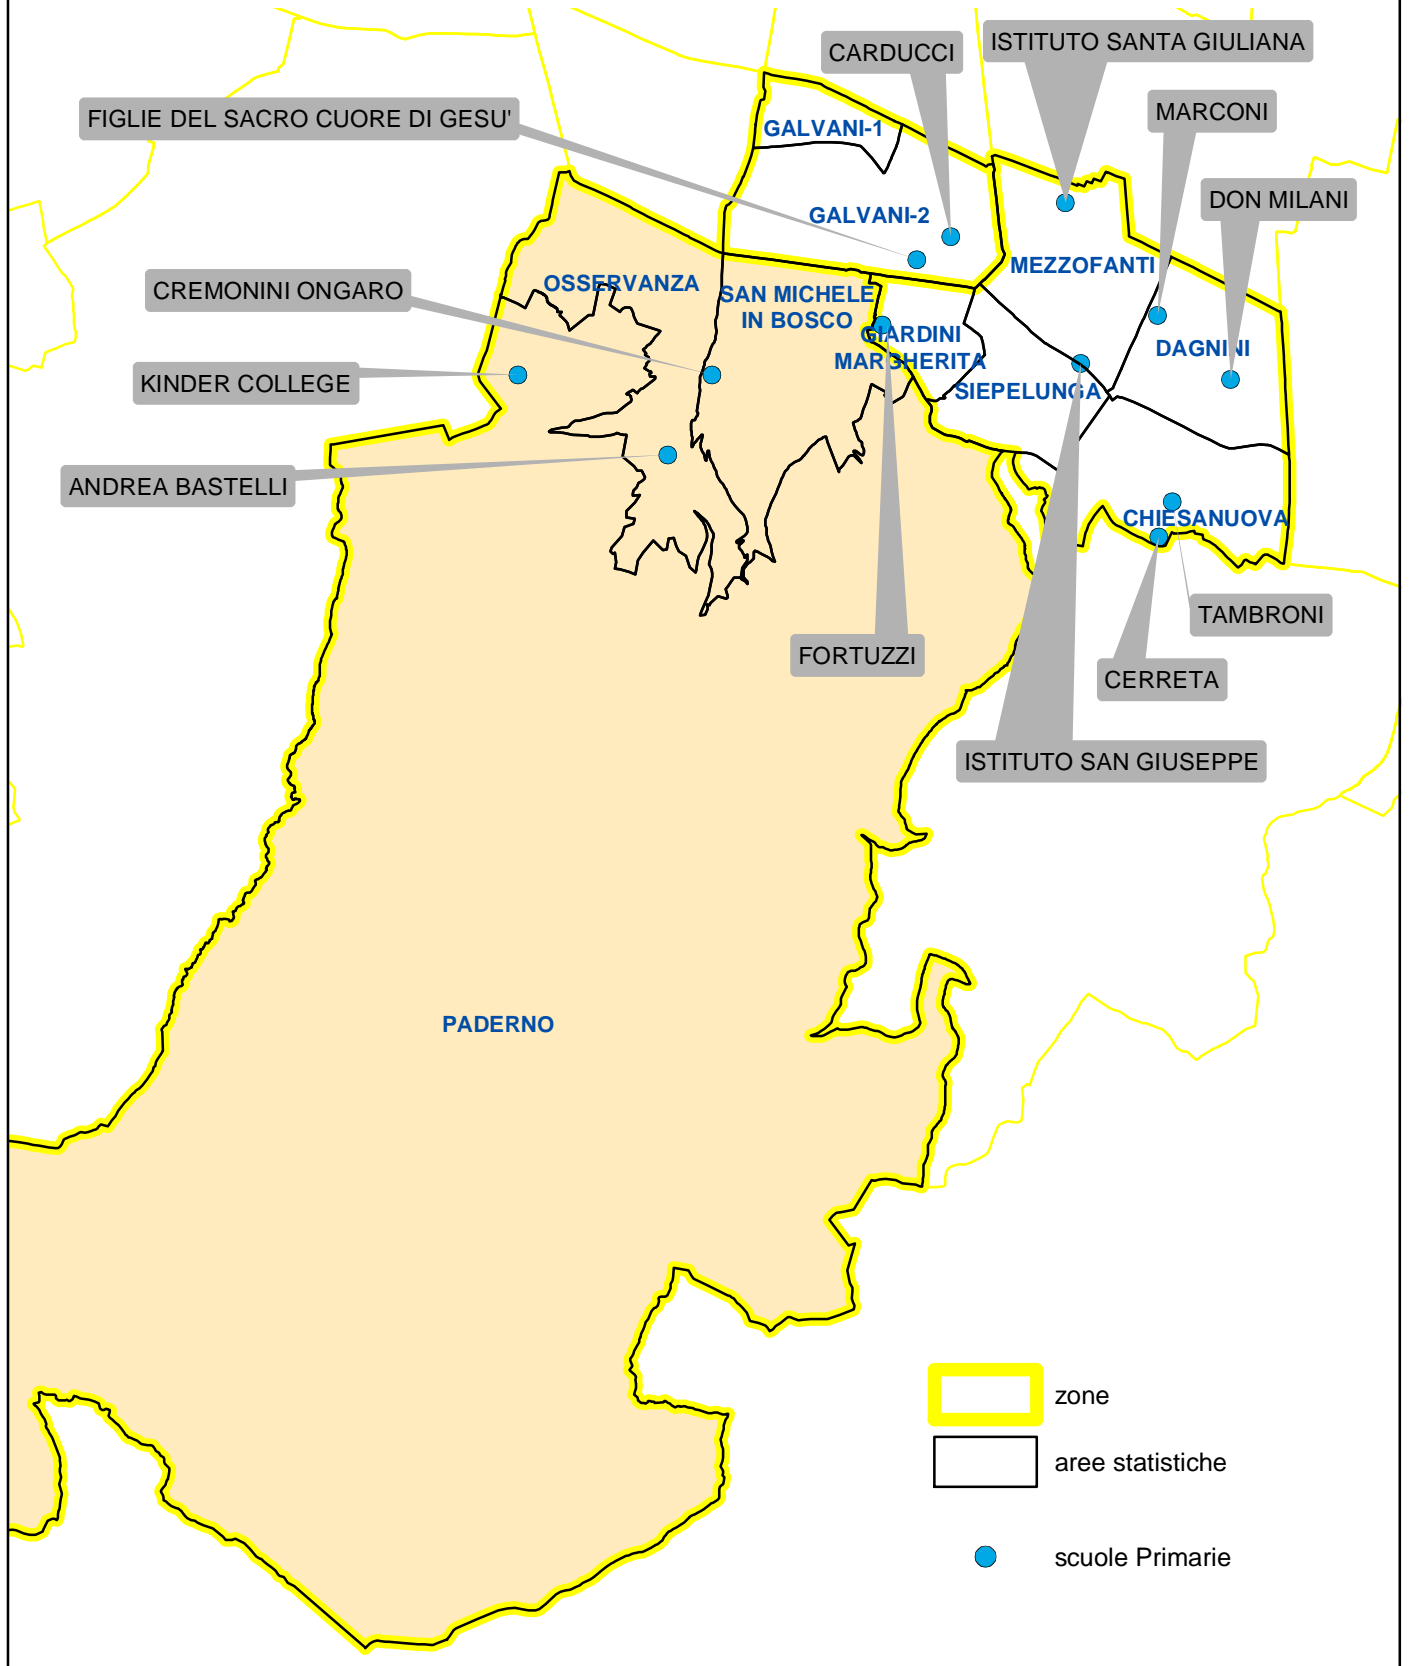 ISTITUTO SANTA GIULIANA
CARDUCCI
MARCONI
FIGLIE DEL SACRO CUORE DI GESU'
GALVANI-1
DON MILANI
GALVANI-2
MEZZOFANTI
OSSERVANZA
CREMONINI ONGARO
SAN MICHELE
IN BOSCO
GIARDINI
MARGHERITA
DAGNINI
KINDER COLLEGE
SIEPELUNGA
ANDREA BASTELLI
CHIESANUOVA
TAMBRONI
FORTUZZI
CERRETA
ISTITUTO SAN GIUSEPPE
PADERNO
zone
aree statistiche
scuole Primarie